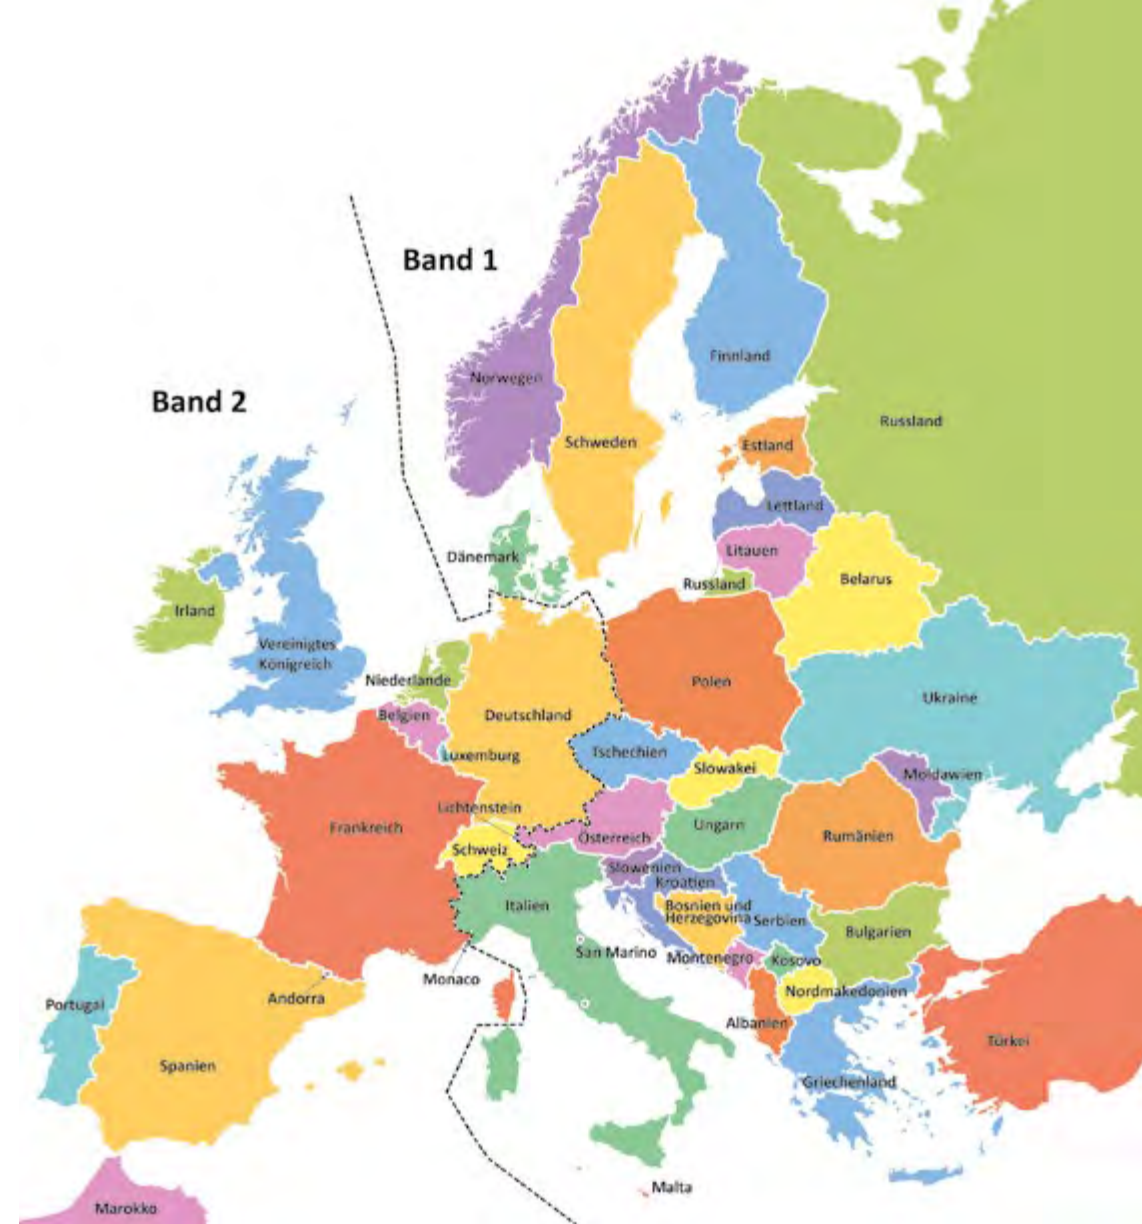 Band 1
Band 2
Norwegen
Finnland
Schweden
Russland
Estland
Lettland
Litauen
Dänemark
Russland
Belarus
Irland
Vereinigtes
Königreich
Niederlande
Polen
Ukraine
Belgien
Deutschland
Luxemburg
Tschechien
Slowakei
Moldawien
Lichtenstein
Frankreich
Schweiz
Österreich
Ungarn
Rumänien
Slowenien
Kroatien
Italien
Bosnien und
Herzegovina
Serbien
Bulgarien
San Marino
Montenegro
Kosovo
Monaco
Andorra
Nordmakedonien
Portugal
Albanien
Türkei
Spanien
Griechenland
Malta
Marokko